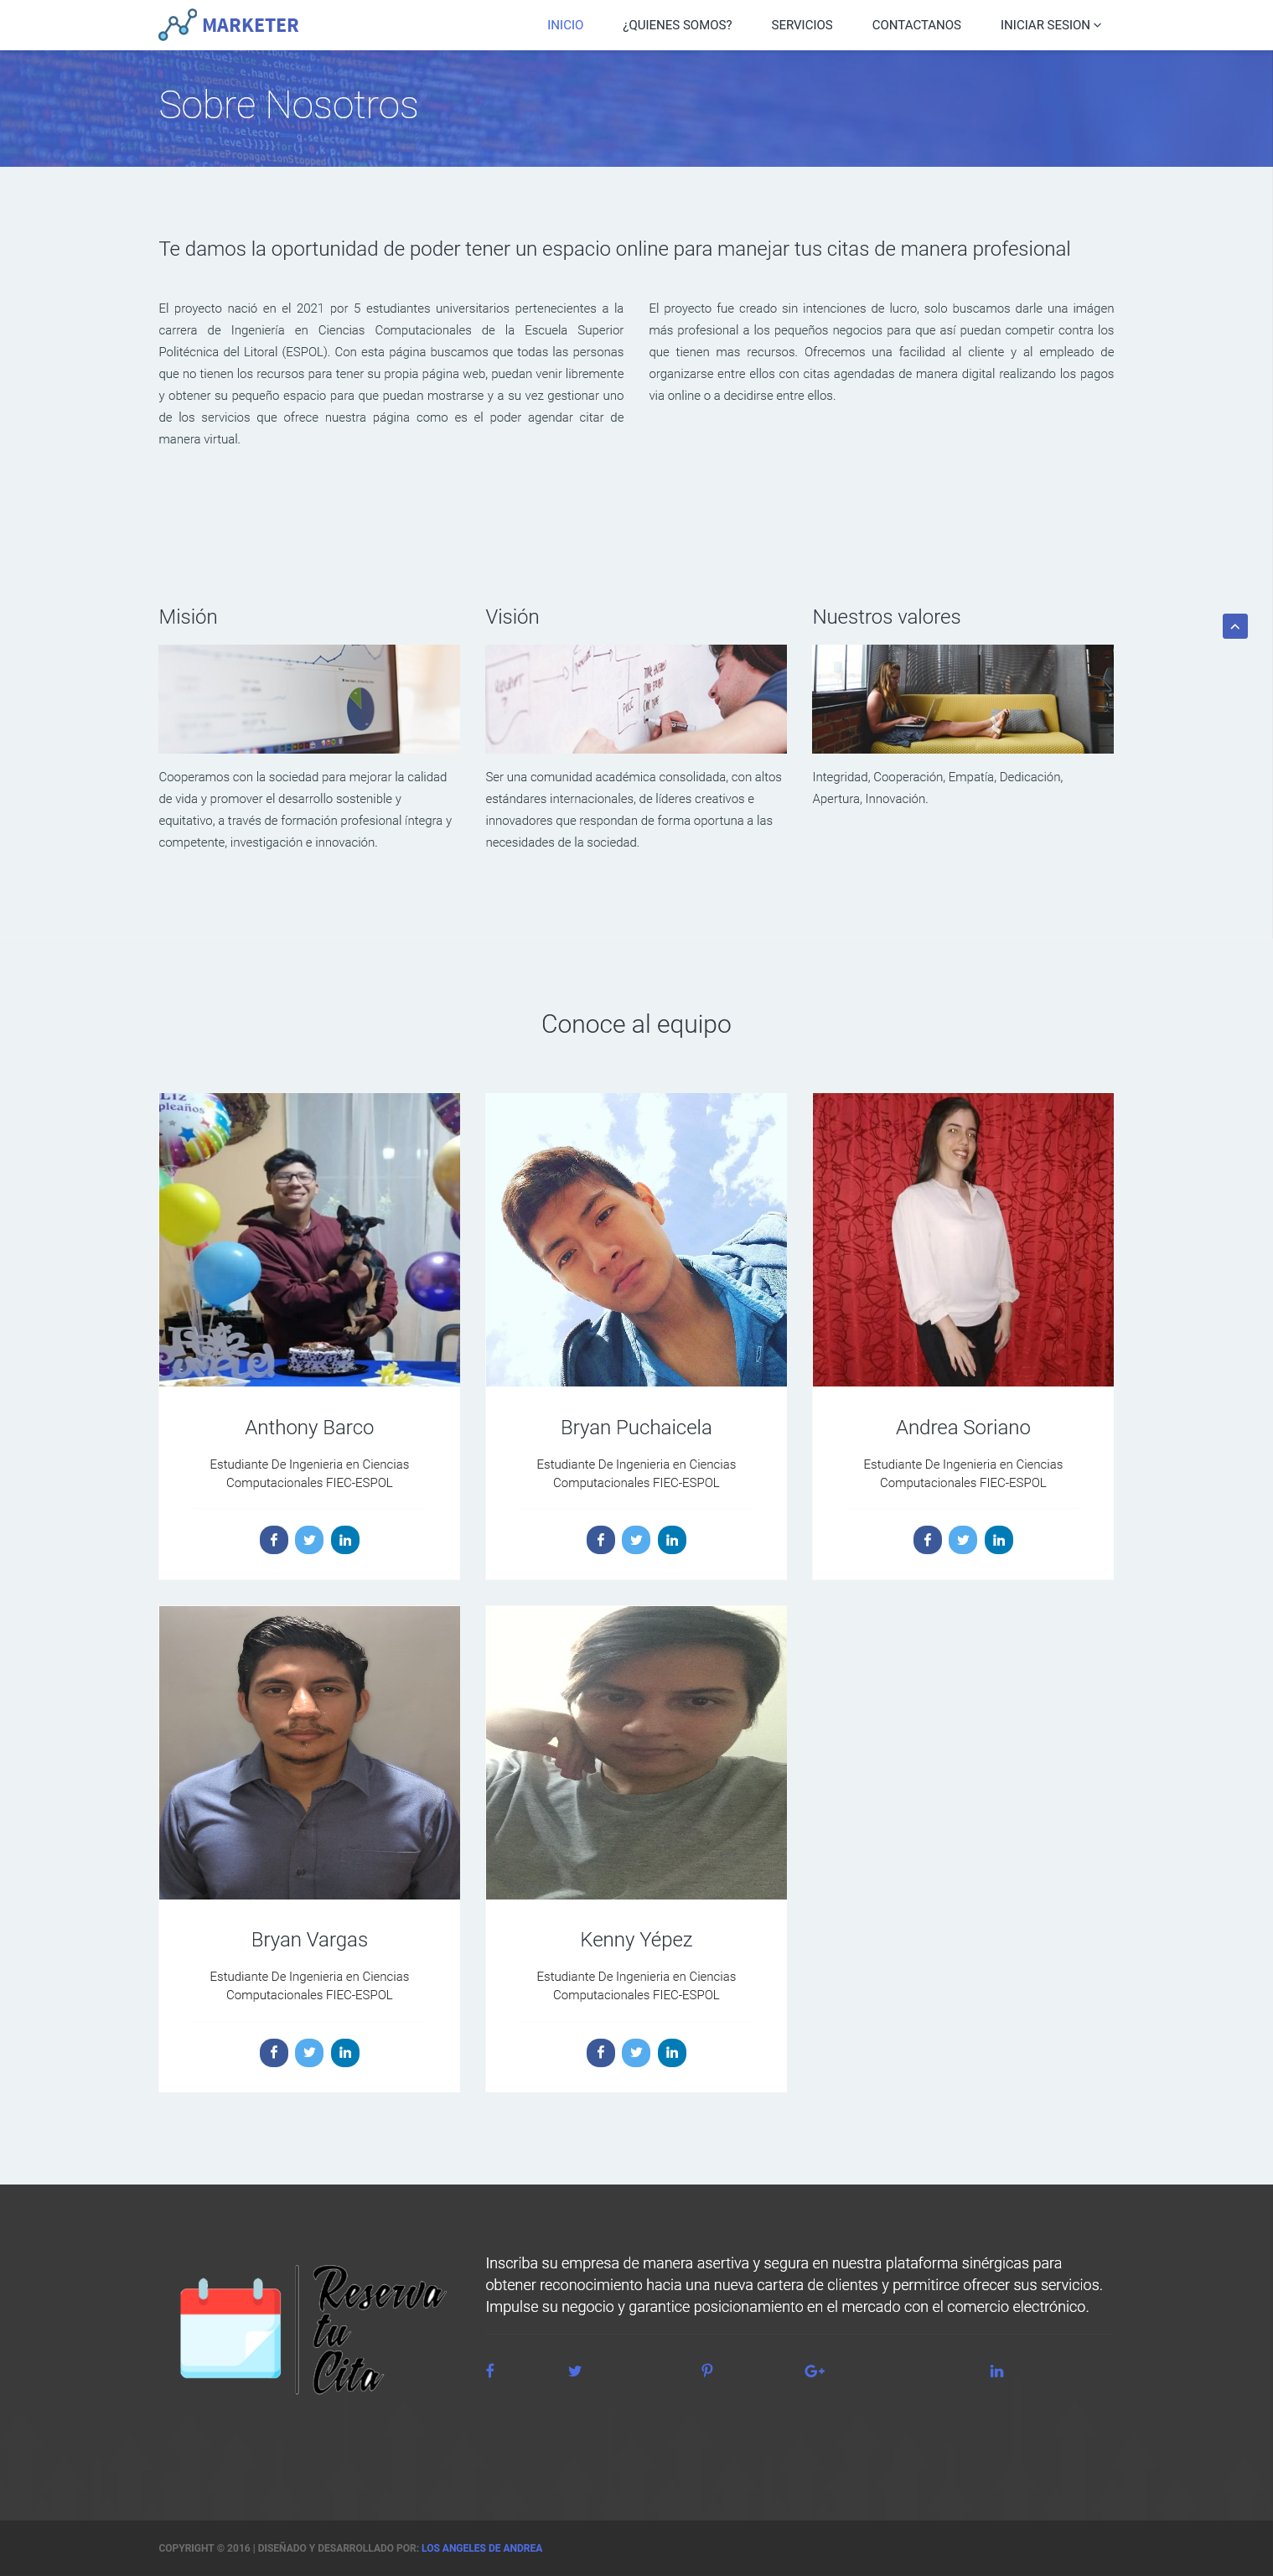 MARKETER
INICIO
¿QUIENES SOMOS?
SERVICIOS
CONTACTANOS
INICIAR SESION
Sobre Nosotros
Te damos la oportunidad de poder tener un espacio online para manejar tus citas de manera profesional
El proyecto nació en el 2021 por 5 estudiantes universitarios pertenecientes a la
carrera de Ingeniería en Ciencias Computacionales de la Escuela Superior
Politécnica del Litoral (ESPOL). Con esta página buscamos que todas las personas
que no tienen los recursos para tener su propia página web, puedan venir libremente
y obtener su pequeño espacio para que puedan mostrarse y a su vez gestionar uno
de los servicios que ofrece nuestra página como es el poder agendar citar de
manera virtual.
El proyecto fue creado sin intenciones de lucro, solo buscamos darle una imágen
más profesional a los pequeños negocios para que así puedan competir contra los
que tienen mas recursos. Ofrecemos una facilidad al cliente y al empleado de
organizarse entre ellos con citas agendadas de manera digital realizando los pagos
via online o a decidirse entre ellos.
Misión
Cooperamos con la sociedad para mejorar la calidad
de vida y promover el desarrollo sostenible y
equitativo, a través de formación profesional íntegra y
competente, investigación e innovación.
Visión
Ser una comunidad académica consolidada, con altos
estándares internacionales, de líderes creativos e
innovadores que respondan de forma oportuna a las
necesidades de la sociedad.
Nuestros valores
Integridad, Cooperación, Empatía, Dedicación,
Apertura, Innovación.
Conoce al equipo
Anthony Barco
Estudiante De Ingenieria en Ciencias
Computacionales FIEC-ESPOL
Bryan Puchaicela
Estudiante De Ingenieria en Ciencias
Computacionales FIEC-ESPOL
Andrea Soriano
Estudiante De Ingenieria en Ciencias
Computacionales FIEC-ESPOL
Bryan Vargas
Estudiante De Ingenieria en Ciencias
Computacionales FIEC-ESPOL
Kenny Yépez
Estudiante De Ingenieria en Ciencias
Computacionales FIEC-ESPOL
Reserva
tu
Cita
Inscriba su empresa de manera asertiva y segura en nuestra plataforma sinérgicas para
obtener reconocimiento hacia una nueva cartera de clientes y permitirce ofrecer sus servicios.
Impulse su negocio y garantice posicionamiento en el mercado con el comercio electrónico.
COPYRIGHT © 2016 | DISEÑADO Y DESARROLLADO POR: LOS ANGELES DE ANDREA